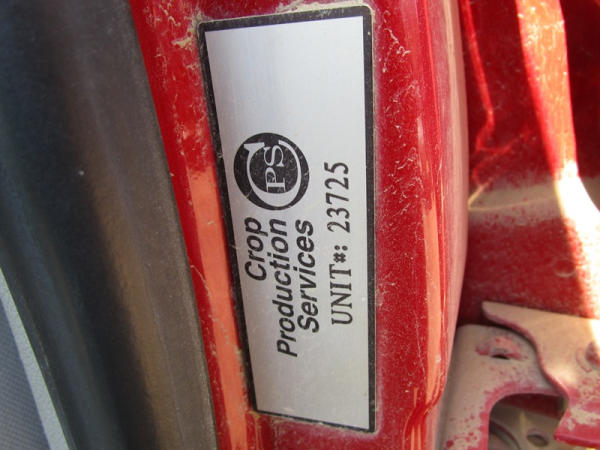 CPS
Crop
Production
Services
UNIT#: 23725